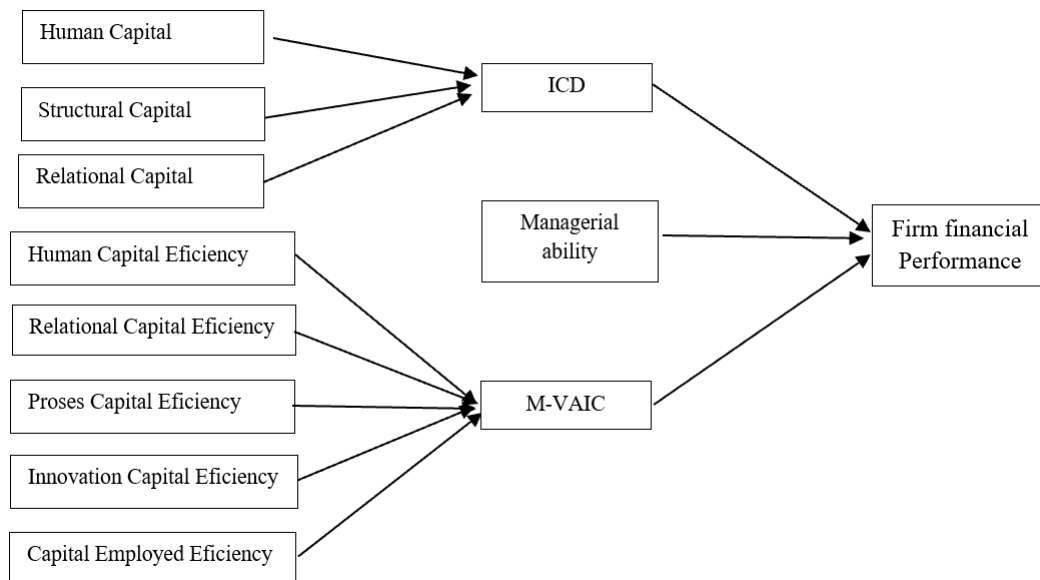 Human Capital
Structural Capital
Relational Capital
Human Capital Eficiency
Relational Capital Eficiency
Proses Capital Eficiency
Innovation Capital Eficiency
Capital Employed Eficiency
ICD
Managerial
ability
M-VAIC
Firm financial
Performance